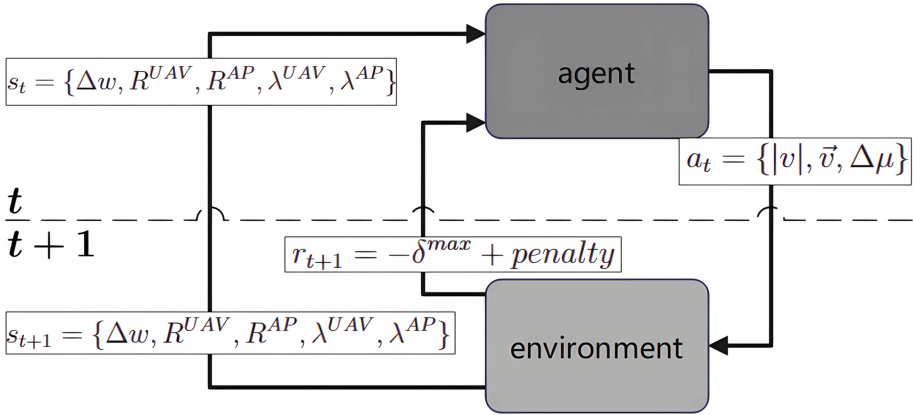 agent
s_t = {Δw, R^{UAV}, R^{AP}, λ^{UAV}, λ^{AP}}
a_t = {|v|, \vec{v}, Δμ}
t
t + 1
r_{t+1} = −δ^{max} + penalty
s_{t+1} = {Δw, R^{UAV}, R^{AP}, λ^{UAV}, λ^{AP}}
environment